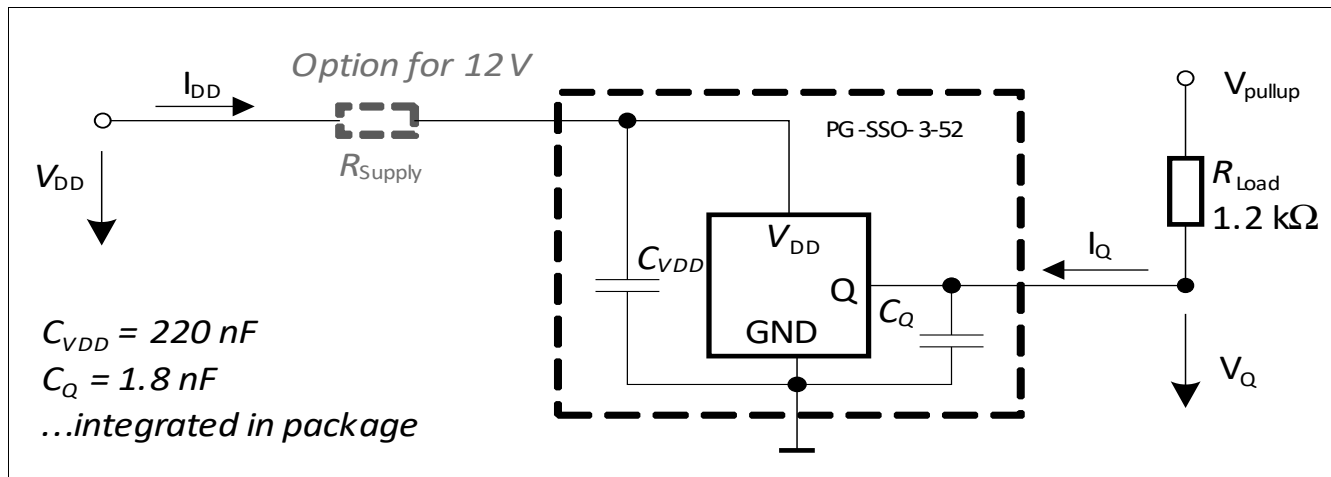 Option for 12V
I_DD
R_Supply
V_DD
PG-SSO-3-52
V_pullup
R_Load
1.2 kΩ
I_Q
C_VDD
V_DD
Q
GND
C_Q
V_Q
C_VDD = 220 nF
C_Q = 1.8 nF
...integrated in package